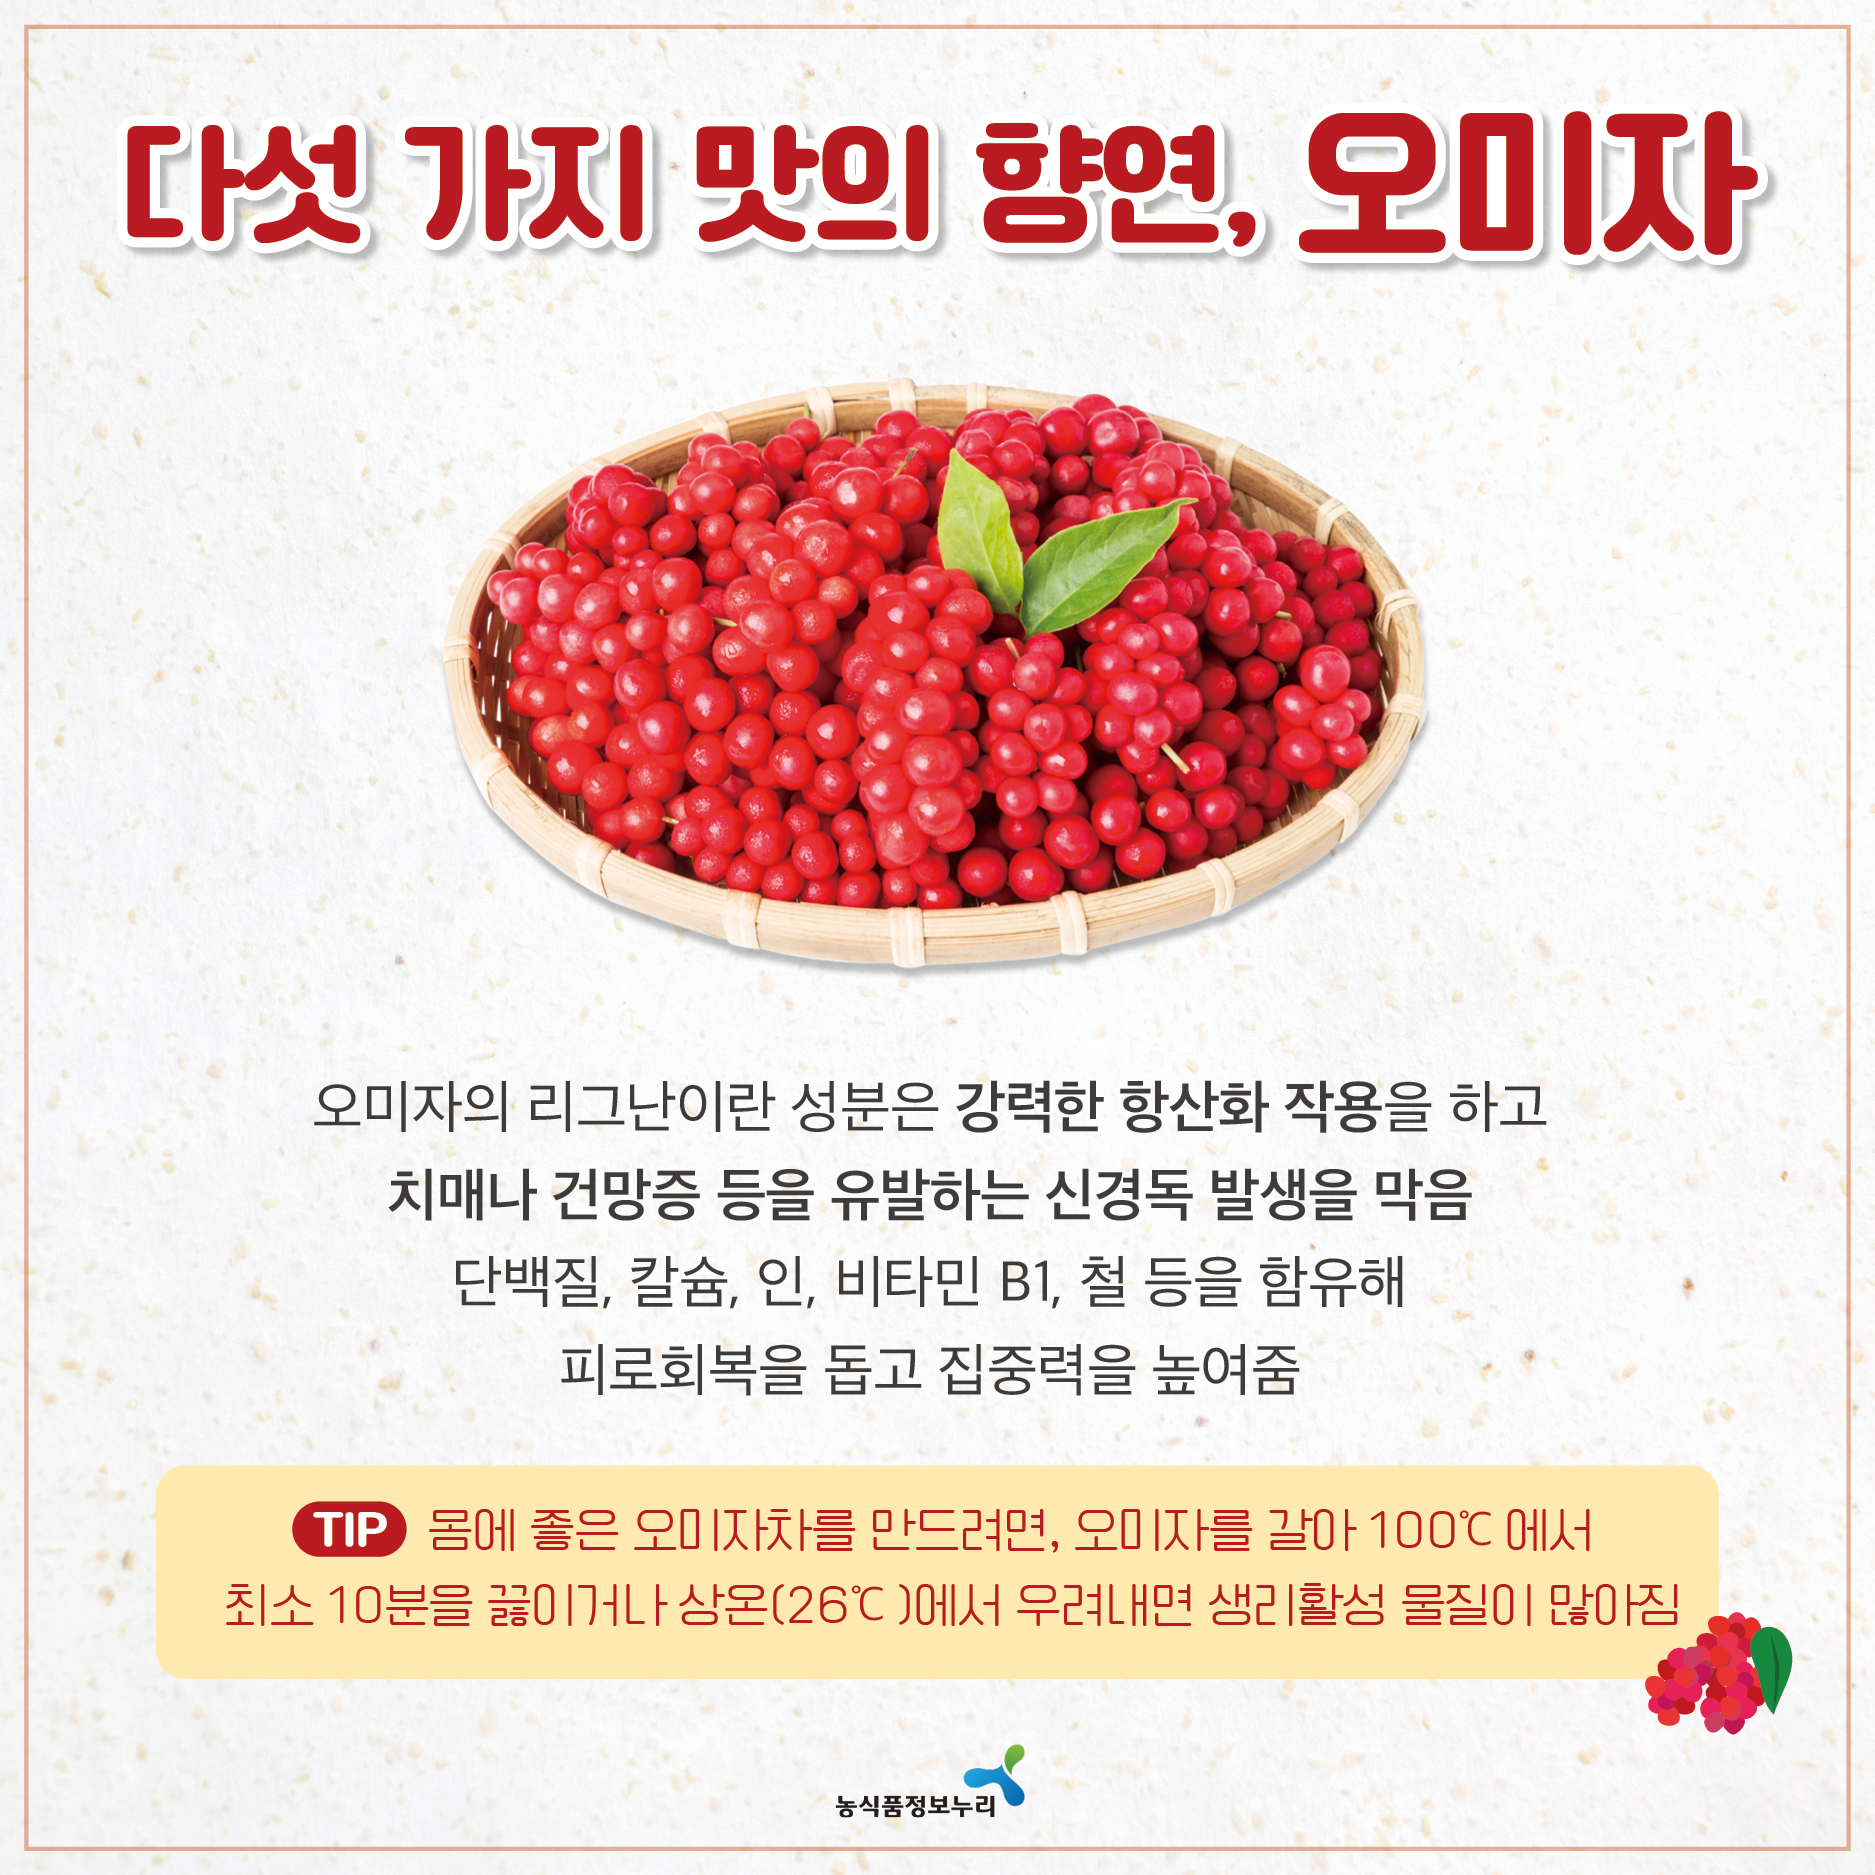 다섯 가지 맛의 향연, 오미자
오미자의 리그난이란 성분은 강력한 항산화 작용을 하고
치매나 건망증 등을 유발하는 신경독 발생을 막음
단백질, 칼슘, 인, 비타민 B1, 철 등을 함유해
피로회복을 돕고 집중력을 높여줌
TIP 몸에 좋은 오미자차를 만드려면, 오미자를 갈아 100℃ 에서
최소 10분을 끓이거나 상온(26℃ )에서 우려내면 생리활성 물질이 많아짐
농식품정보누리